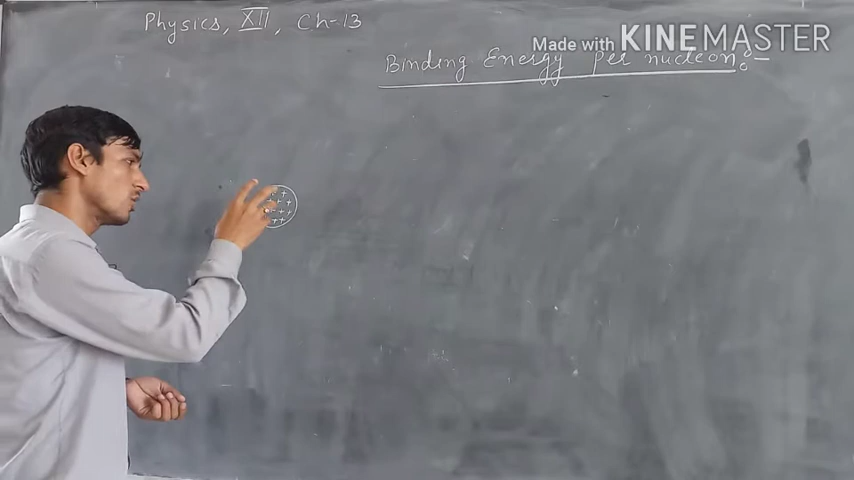 Physics, XII, Ch-13
Made with KINEMASTER
Binding Energy Per nucleon:-